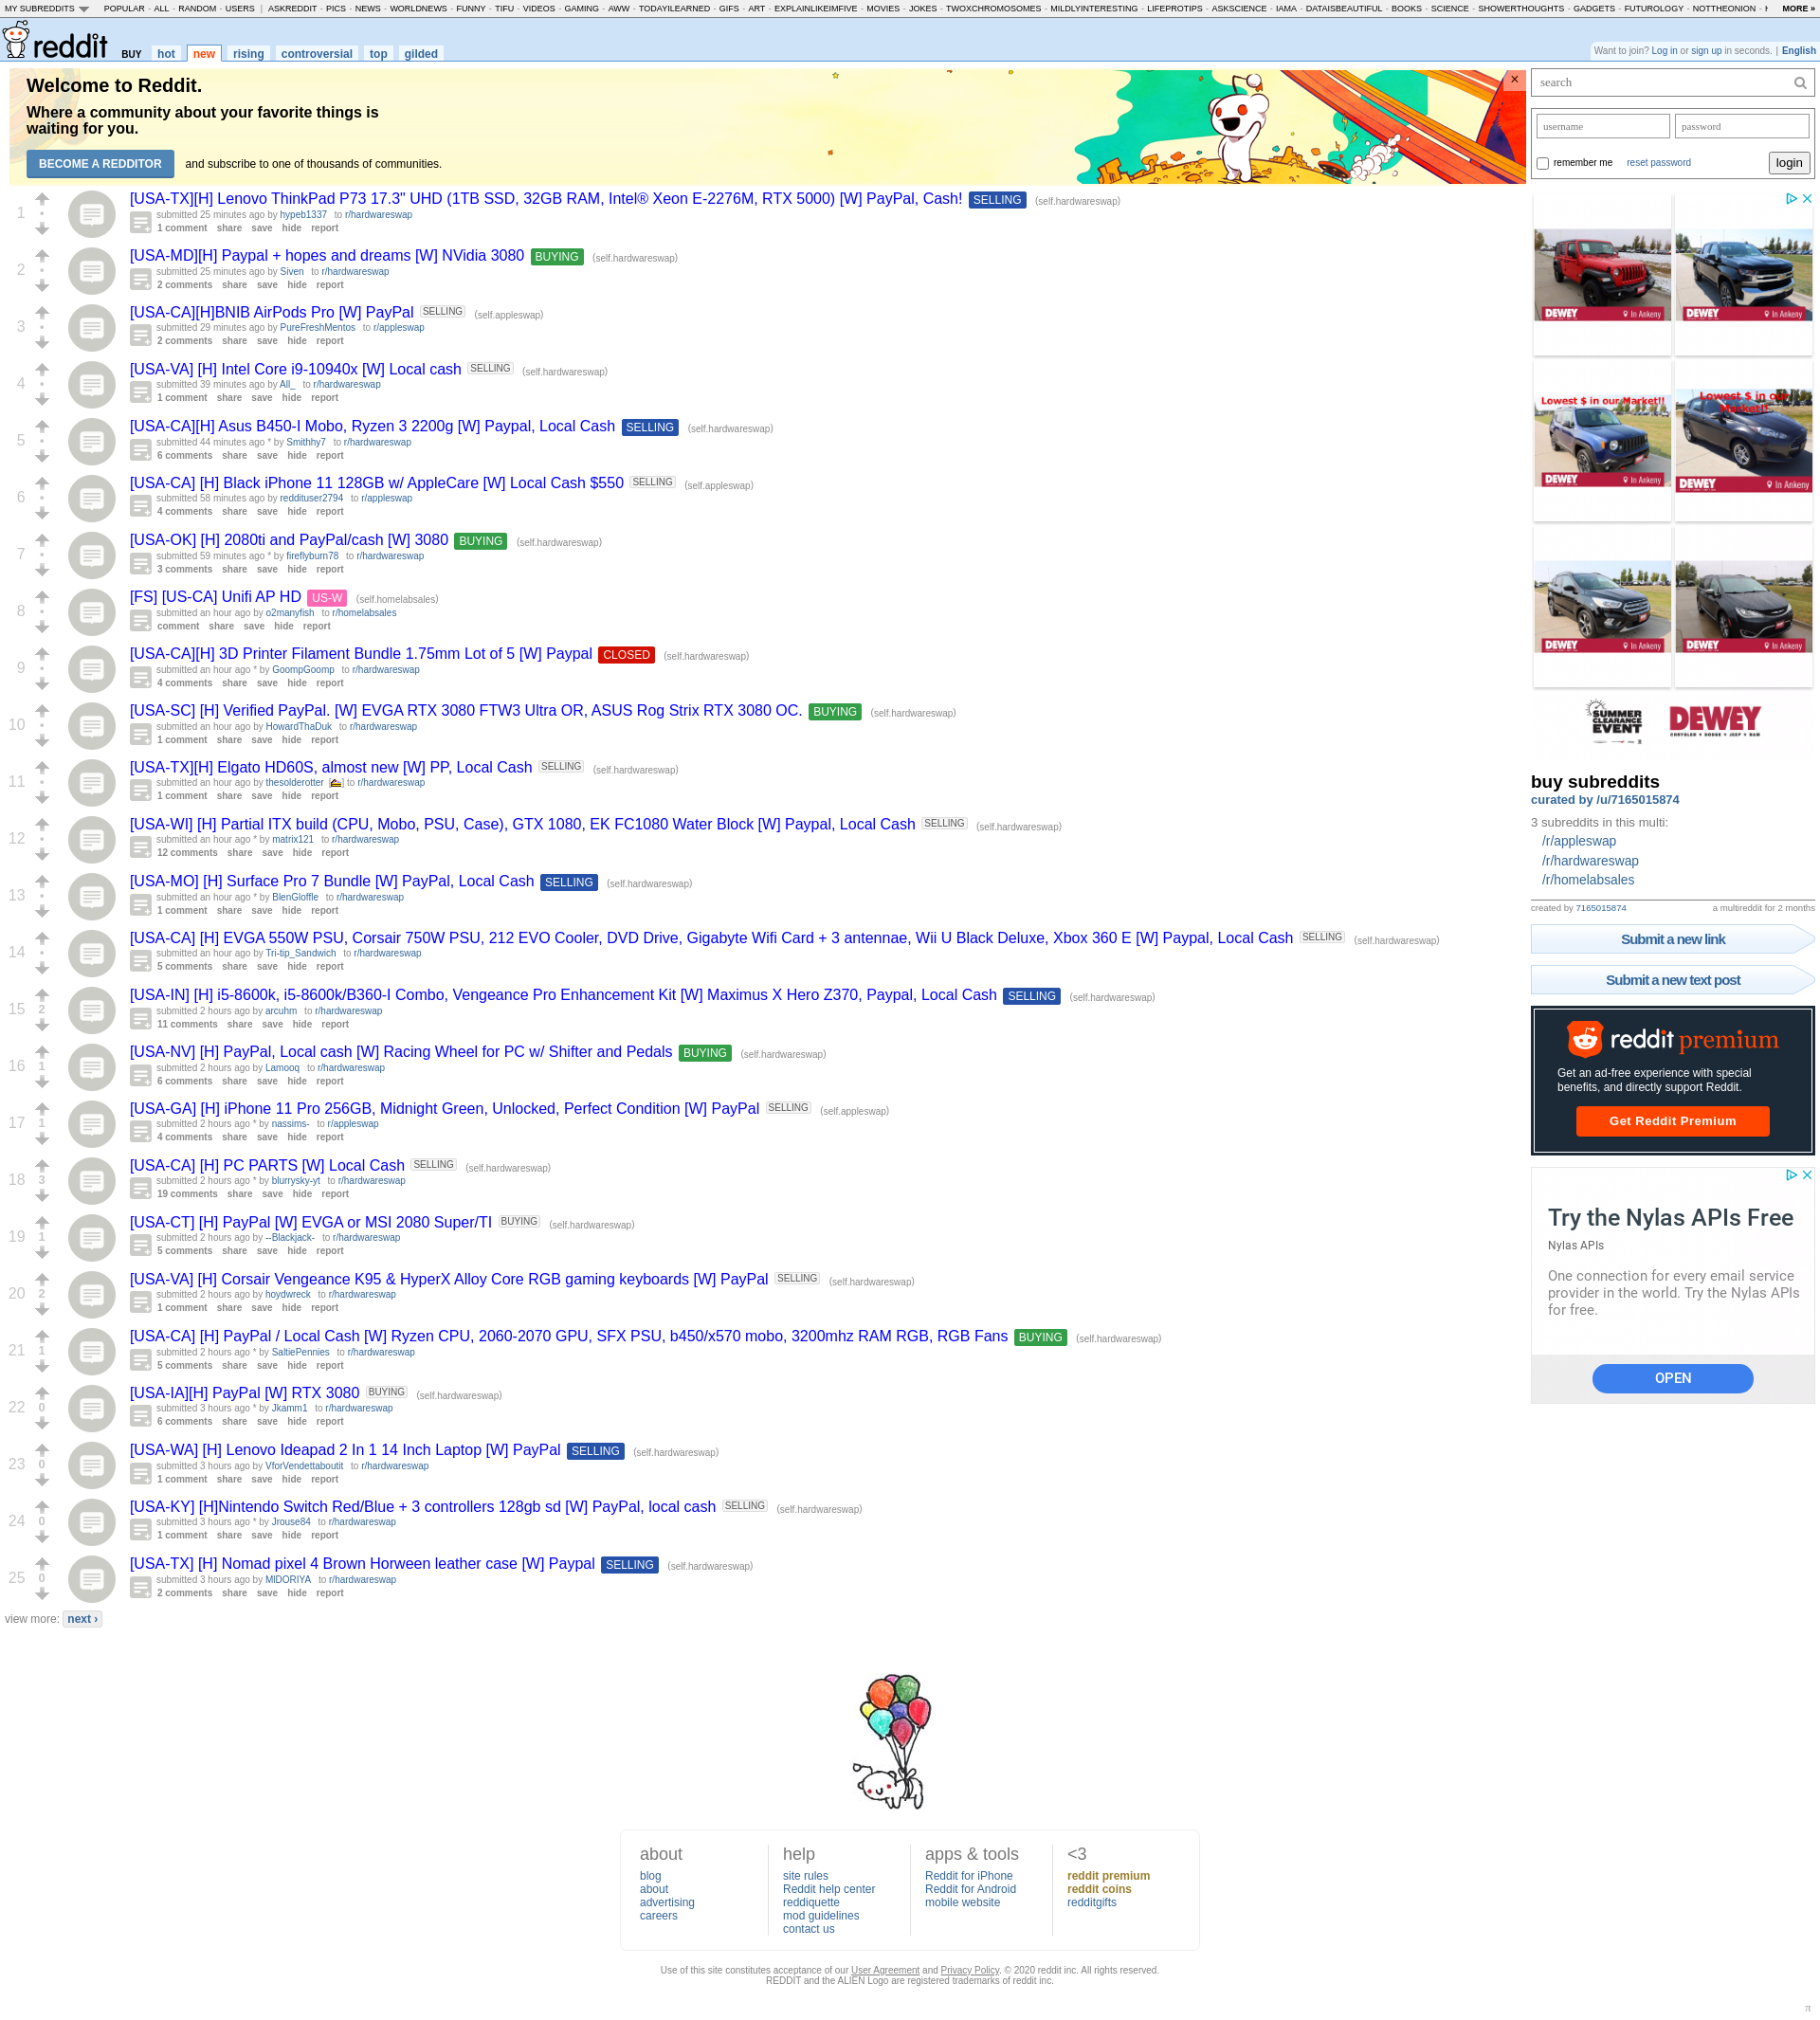 MY SUBREDDITS POPULAR - ALL - RANDOM - USERS | ASKREDDIT - PICS - NEWS - WORLDNEWS - FUNNY - TIFU - VIDEOS - GAMING - AWW - TODAYILEARNED - GIFS - ART - EXPLAINLIKEIMFIVE - MOVIES - JOKES - TWOXCHROMOSOMES - MILDLYINTERESTING - LIFEPROTIPS - ASKSCIENCE - IAMA - DATAISBEAUTIFUL - BOOKS - SCIENCE - SHOWERTHOUGHTS - GADGETS - FUTUROLOGY - NOTTHEONION - MORE »
reddit BUY hot new rising controversial top gilded
Want to join? Log in or sign up in seconds. | English
Welcome to Reddit.
Where a community about your favorite things is
waiting for you.
BECOME A REDDITOR and subscribe to one of thousands of communities.
1
[USA-TX][H] Lenovo ThinkPad P73 17.3" UHD (1TB SSD, 32GB RAM, Intel® Xeon E-2276M, RTX 5000) [W] PayPal, Cash! SELLING (self.hardwareswap)
submitted 25 minutes ago by hypeb1337 to r/hardwareswap
1 comment share save hide report
2
[USA-MD][H] Paypal + hopes and dreams [W] NVidia 3080 BUYING (self.hardwareswap)
submitted 25 minutes ago by Siven to r/hardwareswap
2 comments share save hide report
3
[USA-CA][H]BNIB AirPods Pro [W] PayPal SELLING (self.appleswap)
submitted 29 minutes ago by PureFreshMentos to r/appleswap
2 comments share save hide report
4
[USA-VA] [H] Intel Core i9-10940x [W] Local cash SELLING (self.hardwareswap)
submitted 39 minutes ago by All_ to r/hardwareswap
1 comment share save hide report
5
[USA-CA][H] Asus B450-I Mobo, Ryzen 3 2200g [W] Paypal, Local Cash SELLING (self.hardwareswap)
submitted 44 minutes ago * by Smithhy7 to r/hardwareswap
6 comments share save hide report
6
[USA-CA] [H] Black iPhone 11 128GB w/ AppleCare [W] Local Cash $550 SELLING (self.appleswap)
submitted 58 minutes ago by reddituser2794 to r/appleswap
4 comments share save hide report
7
[USA-OK] [H] 2080ti and PayPal/cash [W] 3080 BUYING (self.hardwareswap)
submitted 59 minutes ago * by fireflyburn78 to r/hardwareswap
3 comments share save hide report
8
[FS] [US-CA] Unifi AP HD US-W (self.homelabsales)
submitted an hour ago by o2manyfish to r/homelabsales
comment share save hide report
9
[USA-CA][H] 3D Printer Filament Bundle 1.75mm Lot of 5 [W] Paypal CLOSED (self.hardwareswap)
submitted an hour ago * by GoompGoomp to r/hardwareswap
4 comments share save hide report
10
[USA-SC] [H] Verified PayPal. [W] EVGA RTX 3080 FTW3 Ultra OR, ASUS Rog Strix RTX 3080 OC. BUYING (self.hardwareswap)
submitted an hour ago by HowardThaDuk to r/hardwareswap
1 comment share save hide report
11
[USA-TX][H] Elgato HD60S, almost new [W] PP, Local Cash SELLING (self.hardwareswap)
submitted an hour ago by thesolderotter [ ] to r/hardwareswap
1 comment share save hide report
12
[USA-WI] [H] Partial ITX build (CPU, Mobo, PSU, Case), GTX 1080, EK FC1080 Water Block [W] Paypal, Local Cash SELLING (self.hardwareswap)
submitted an hour ago * by matrix121 to r/hardwareswap
12 comments share save hide report
13
[USA-MO] [H] Surface Pro 7 Bundle [W] PayPal, Local Cash SELLING (self.hardwareswap)
submitted an hour ago * by BlenGloffle to r/hardwareswap
1 comment share save hide report
14
[USA-CA] [H] EVGA 550W PSU, Corsair 750W PSU, 212 EVO Cooler, DVD Drive, Gigabyte Wifi Card + 3 antennae, Wii U Black Deluxe, Xbox 360 E [W] Paypal, Local Cash SELLING (self.hardwareswap)
submitted an hour ago by Tri-tip_Sandwich to r/hardwareswap
5 comments share save hide report
15 2
[USA-IN] [H] i5-8600k, i5-8600k/B360-I Combo, Vengeance Pro Enhancement Kit [W] Maximus X Hero Z370, Paypal, Local Cash SELLING (self.hardwareswap)
submitted 2 hours ago by arcuhm to r/hardwareswap
11 comments share save hide report
16 1
[USA-NV] [H] PayPal, Local cash [W] Racing Wheel for PC w/ Shifter and Pedals BUYING (self.hardwareswap)
submitted 2 hours ago by Lamooq to r/hardwareswap
6 comments share save hide report
17 1
[USA-GA] [H] iPhone 11 Pro 256GB, Midnight Green, Unlocked, Perfect Condition [W] PayPal SELLING (self.appleswap)
submitted 2 hours ago * by nassims- to r/appleswap
4 comments share save hide report
18 3
[USA-CA] [H] PC PARTS [W] Local Cash SELLING (self.hardwareswap)
submitted 2 hours ago * by blurrysky-yt to r/hardwareswap
19 comments share save hide report
19 1
[USA-CT] [H] PayPal [W] EVGA or MSI 2080 Super/TI BUYING (self.hardwareswap)
submitted 2 hours ago by --Blackjack- to r/hardwareswap
5 comments share save hide report
20 2
[USA-VA] [H] Corsair Vengeance K95 & HyperX Alloy Core RGB gaming keyboards [W] PayPal SELLING (self.hardwareswap)
submitted 2 hours ago by hoydwreck to r/hardwareswap
1 comment share save hide report
21 1
[USA-CA] [H] PayPal / Local Cash [W] Ryzen CPU, 2060-2070 GPU, SFX PSU, b450/x570 mobo, 3200mhz RAM RGB, RGB Fans BUYING (self.hardwareswap)
submitted 2 hours ago * by SaltiePennies to r/hardwareswap
5 comments share save hide report
22 0
[USA-IA][H] PayPal [W] RTX 3080 BUYING (self.hardwareswap)
submitted 3 hours ago * by Jkamm1 to r/hardwareswap
6 comments share save hide report
23 0
[USA-WA] [H] Lenovo Ideapad 2 In 1 14 Inch Laptop [W] PayPal SELLING (self.hardwareswap)
submitted 3 hours ago by VforVendettaboutit to r/hardwareswap
1 comment share save hide report
24 0
[USA-KY] [H]Nintendo Switch Red/Blue + 3 controllers 128gb sd [W] PayPal, local cash SELLING (self.hardwareswap)
submitted 3 hours ago * by Jrouse84 to r/hardwareswap
1 comment share save hide report
25 0
[USA-TX] [H] Nomad pixel 4 Brown Horween leather case [W] Paypal SELLING (self.hardwareswap)
submitted 3 hours ago by MIDORIYA to r/hardwareswap
2 comments share save hide report
view more: next ›
search
username password
remember me reset password login
DEWEY In Ankeny DEWEY In Ankeny
Lowest $ in our Market!! Lowest $ in our Market!!
DEWEY In Ankeny DEWEY In Ankeny
DEWEY In Ankeny DEWEY In Ankeny
SUMMER CLEARANCE EVENT DEWEY
CHRYSLER DODGE JEEP RAM
buy subreddits
curated by /u/7165015874
3 subreddits in this multi:
/r/appleswap
/r/hardwareswap
/r/homelabsales
created by 7165015874 a multireddit for 2 months
Submit a new link
Submit a new text post
reddit premium
Get an ad-free experience with special
benefits, and directly support Reddit.
Get Reddit Premium
Try the Nylas APIs Free
Nylas APIs
One connection for every email service
provider in the world. Try the Nylas APIs
for free.
OPEN
about
blog
about
advertising
careers
help
site rules
Reddit help center
reddiquette
mod guidelines
contact us
apps & tools
Reddit for iPhone
Reddit for Android
mobile website
<3
reddit premium
reddit coins
redditgifts
Use of this site constitutes acceptance of our User Agreement and Privacy Policy. © 2020 reddit inc. All rights reserved.
REDDIT and the ALIEN Logo are registered trademarks of reddit inc.
π